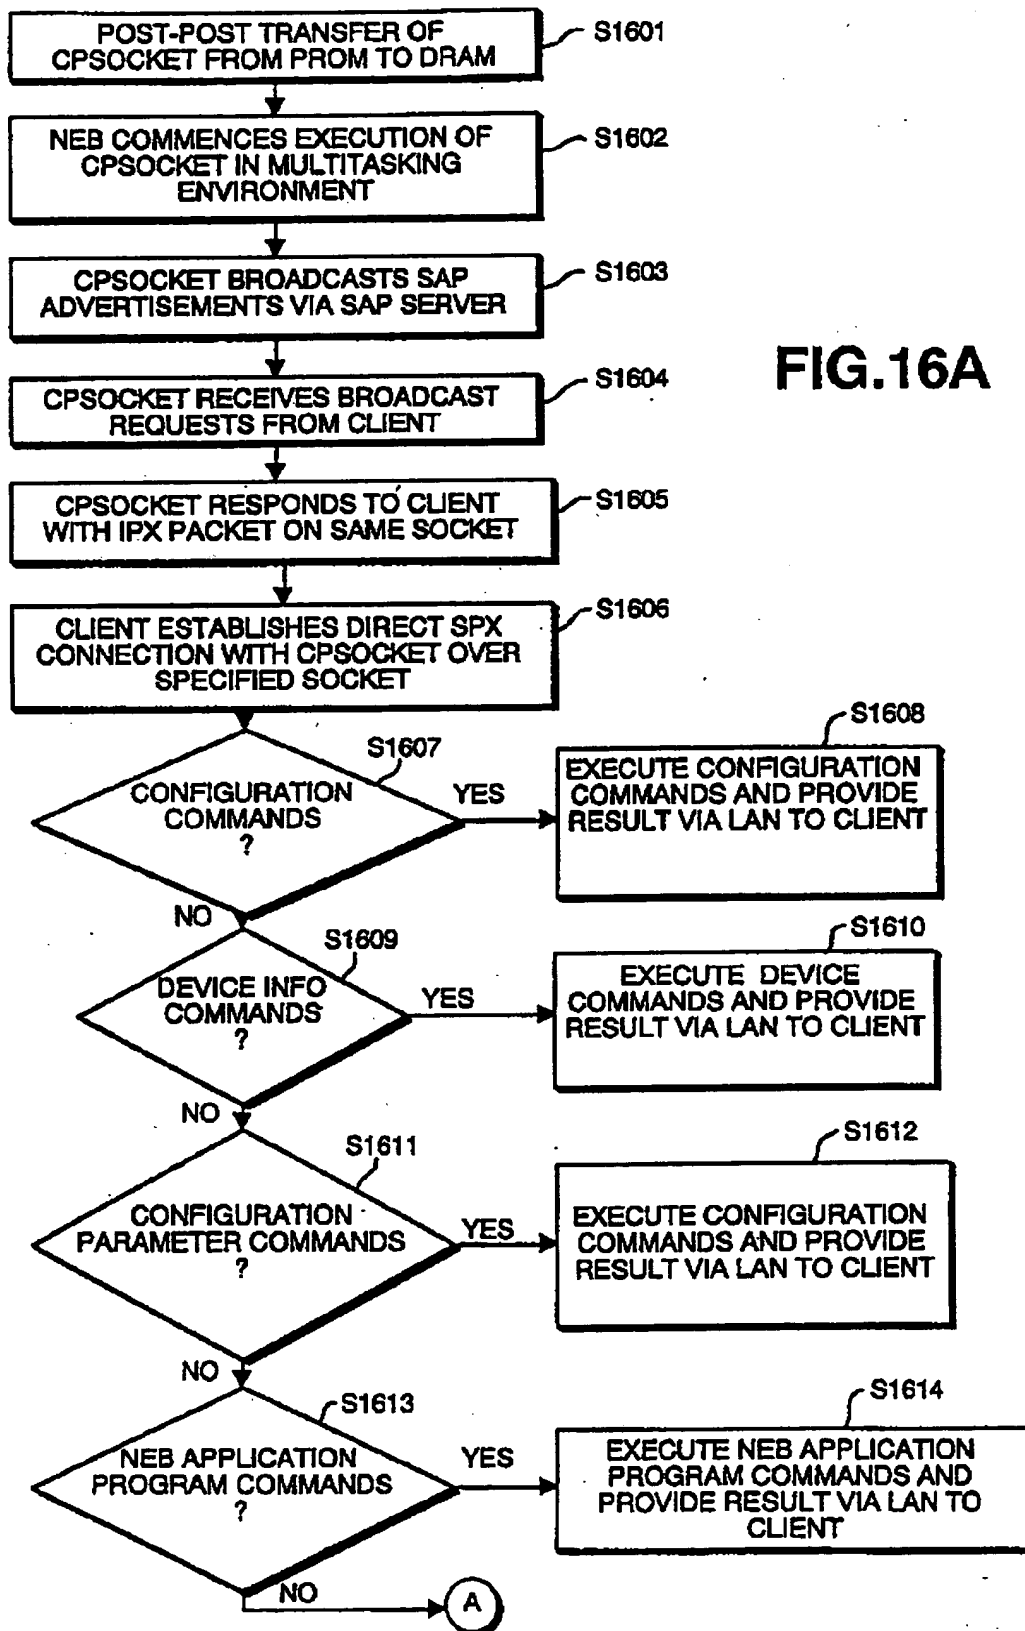 POST-POST TRANSFER OF
CPSOCKET FROM PROM TO DRAM
S1601
NEB COMMENCES EXECUTION OF
CPSOCKET IN MULTITASKING
ENVIRONMENT
S1602
CPSOCKET BROADCASTS SAP
ADVERTISEMENTS VIA SAP SERVER
S1603
FIG.16A
CPSOCKET RECEIVES BROADCAST
REQUESTS FROM CLIENT
S1604
CPSOCKET RESPONDS TO CLIENT
WITH IPX PACKET ON SAME SOCKET
S1605
CLIENT ESTABLISHES DIRECT SPX
CONNECTION WITH CPSOCKET OVER
SPECIFIED SOCKET
S1606
CONFIGURATION
COMMANDS
?
S1607
YES
NO
EXECUTE CONFIGURATION
COMMANDS AND PROVIDE
RESULT VIA LAN TO CLIENT
S1608
DEVICE INFO
COMMANDS
?
S1609
YES
NO
EXECUTE DEVICE
COMMANDS AND PROVIDE
RESULT VIA LAN TO CLIENT
S1610
CONFIGURATION
PARAMETER COMMANDS
?
S1611
YES
NO
EXECUTE CONFIGURATION
COMMANDS AND PROVIDE
RESULT VIA LAN TO CLIENT
S1612
NEB APPLICATION
PROGRAM COMMANDS
?
S1613
YES
NO
EXECUTE NEB APPLICATION
PROGRAM COMMANDS AND
PROVIDE RESULT VIA LAN TO
CLIENT
S1614
A